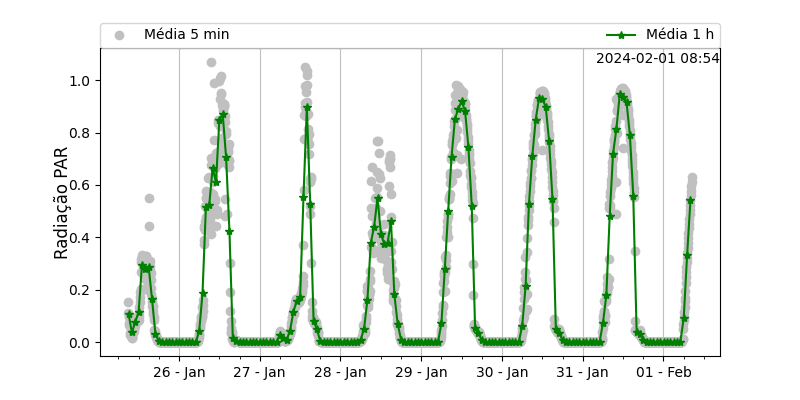 Média 5 min
Média 1 h
2024-02-01 08:54
Radiação PAR
1.0
0.8
0.6
0.4
0.2
0.0
26 - Jan
27 - Jan
28 - Jan
29 - Jan
30 - Jan
31 - Jan
01 - Feb